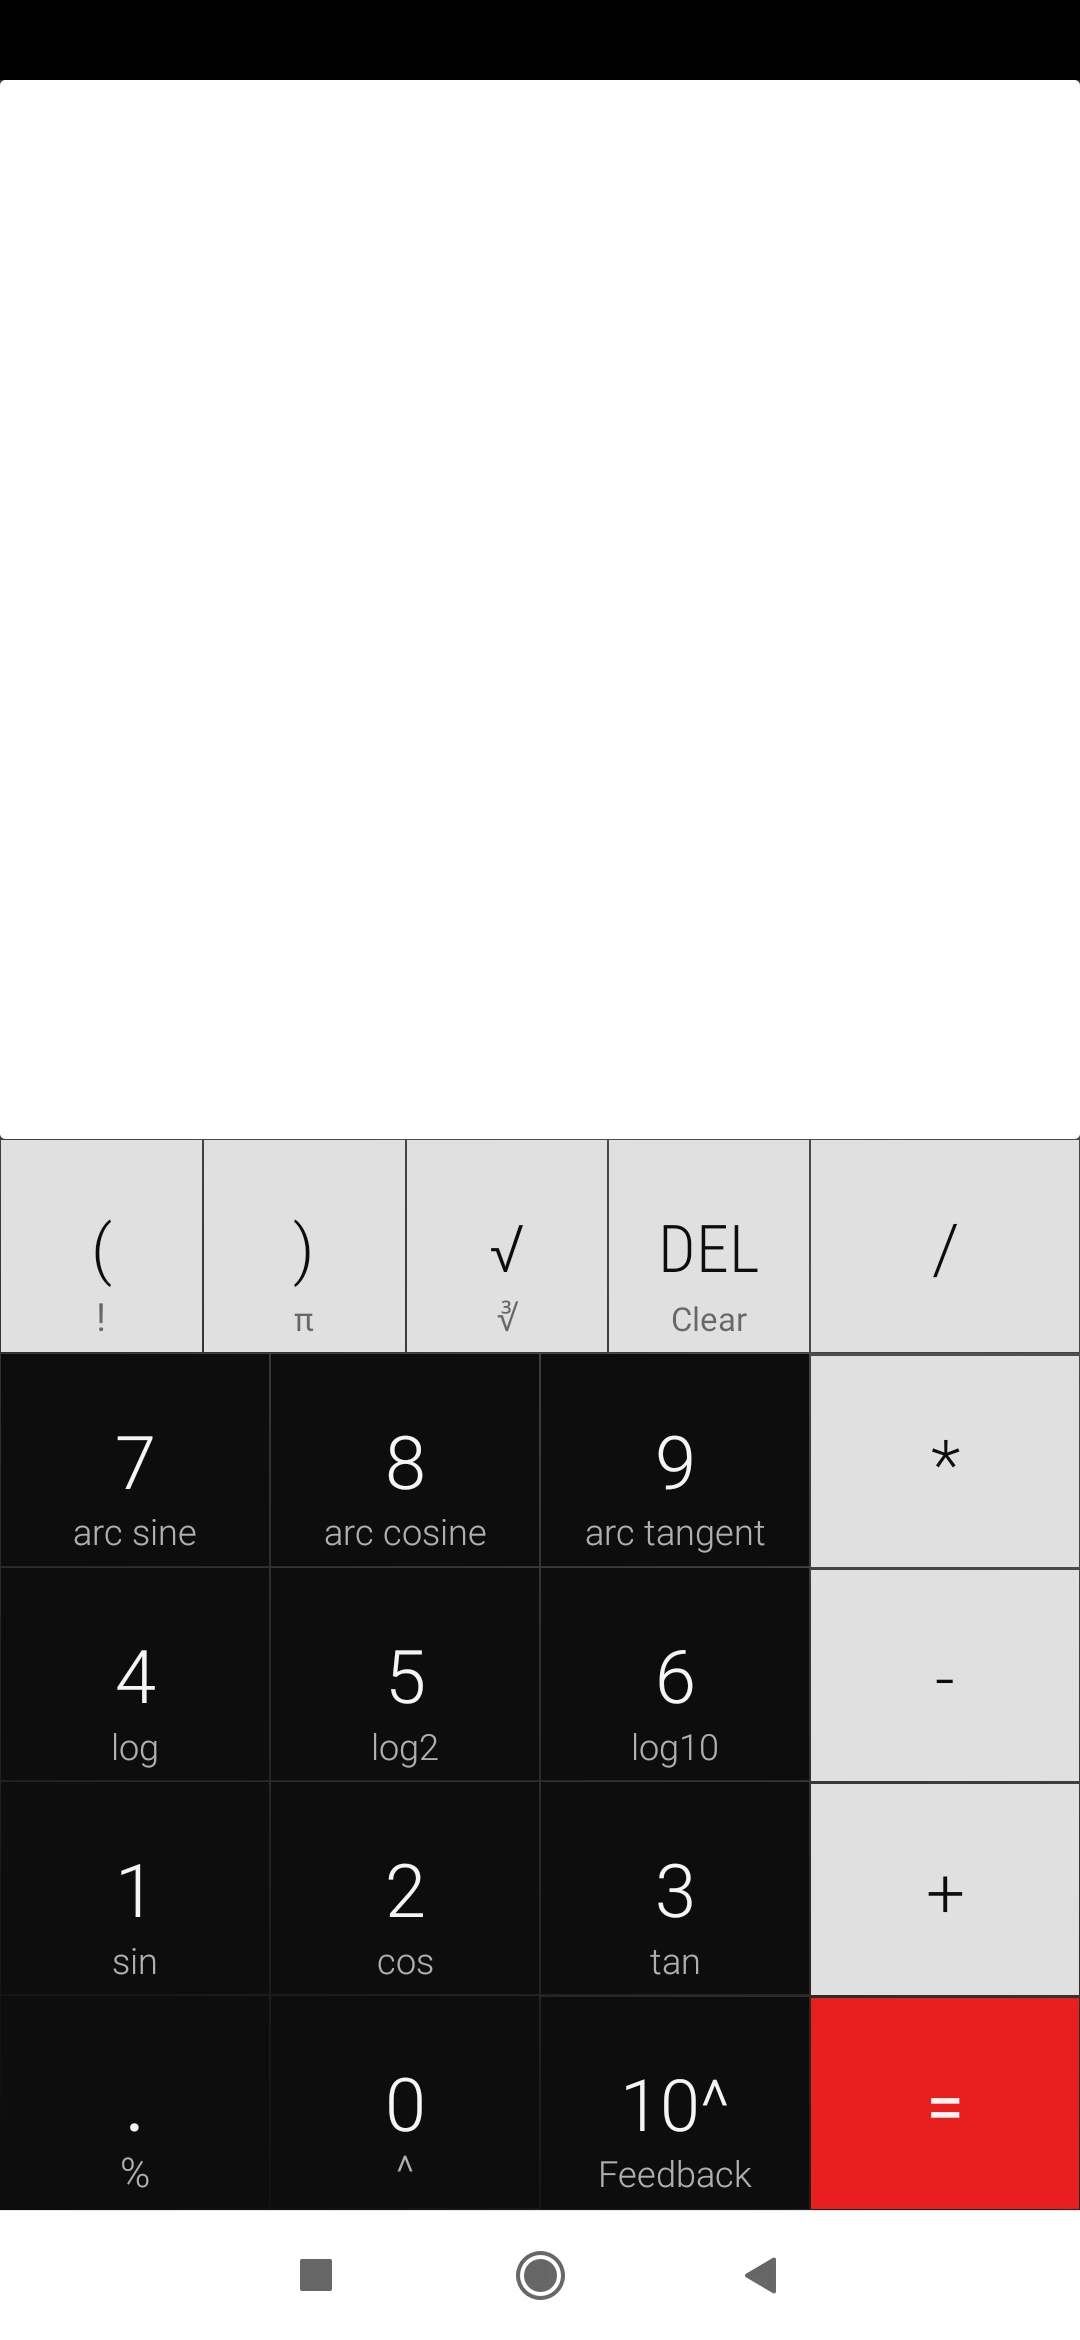 ( ) √ DEL /
! π ∛ Clear
7 8 9 *
arc sine arc cosine arc tangent
4 5 6 -
log log2 log10
1 2 3 +
sin cos tan
. 0 10^ =
% ^ Feedback